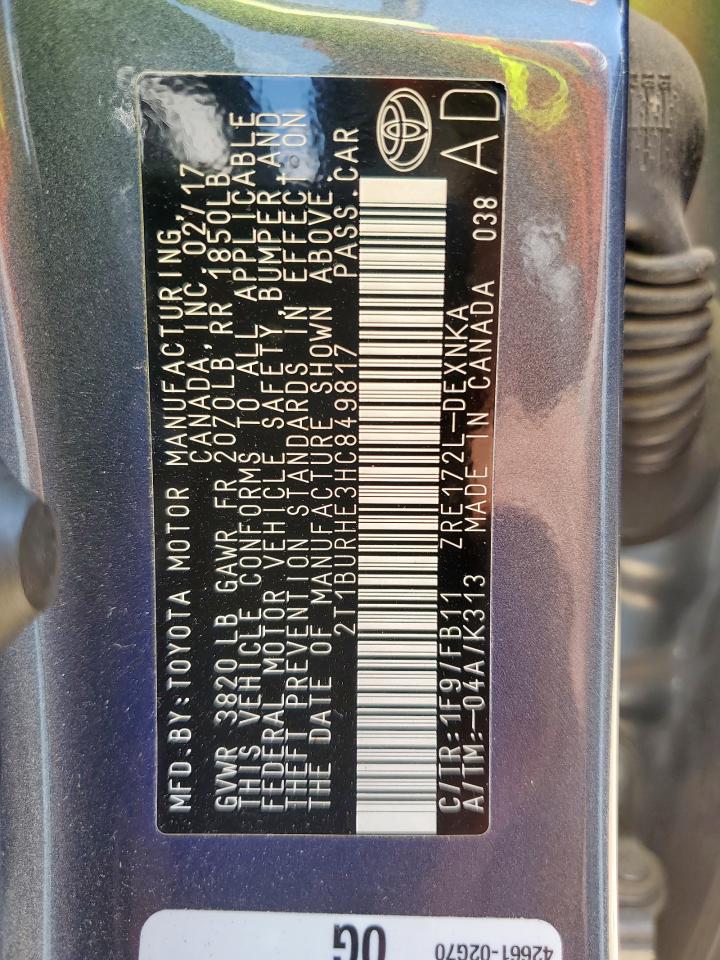 MFD.BY:TOYOTA MOTOR MANUFACTURING,
CANADA, INC. 02/17
GVWR 3820LB GAWR FR 2070LB, RR 1850LB
THIS VEHICLE CONFORMS TO ALL APPLICABLE
FEDERAL MOTOR VEHICLE SAFETY, BUMPER AND
THEFT PREVENTION STANDARDS IN EFFECT ON
THE DATE OF MANUFACTURE SHOWN ABOVE.
2T1BURHE3HC849817 PASS.CAR
C/TR:1F9/FB11 ZRE172L-DEXNKA 038
A/TM:-04A/K313 MADE IN CANADA AD
0G
42661-02G70